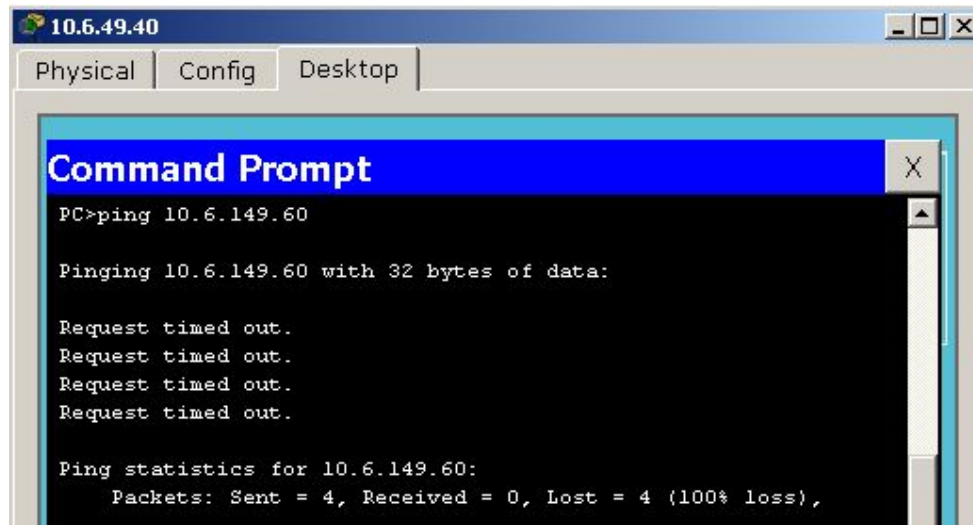 10.6.49.40
Physical Config Desktop
Command Prompt X
PC>ping 10.6.149.60
Pinging 10.6.149.60 with 32 bytes of data:
Request timed out.
Request timed out.
Request timed out.
Request timed out.
Ping statistics for 10.6.149.60:
Packets: Sent = 4, Received = 0, Lost = 4 (100% loss),